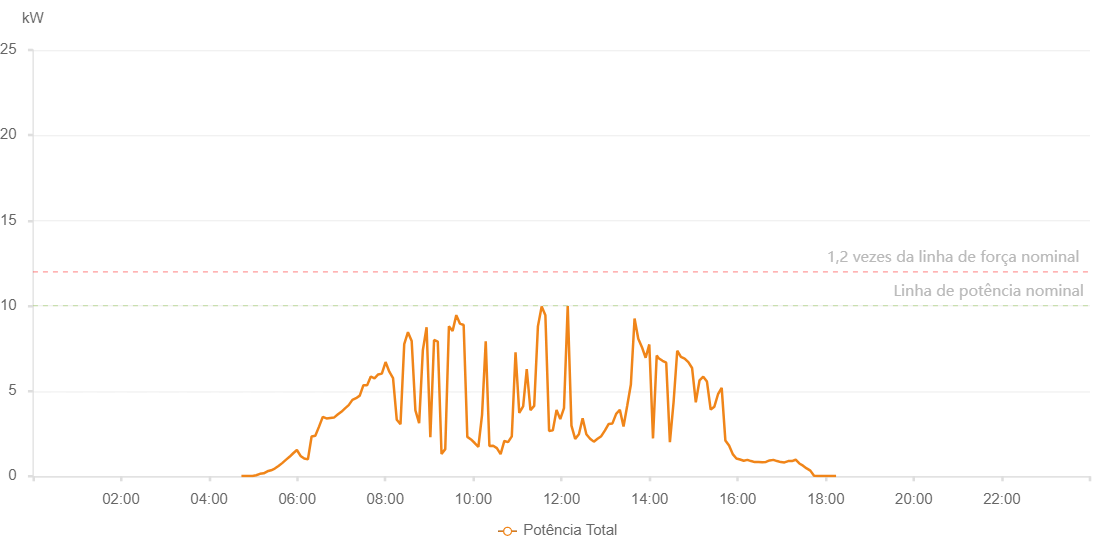 kW
25
20
15
1,2 vezes da linha de força nominal
Linha de potência nominal
10
5
0
02:00 04:00 06:00 08:00 10:00 12:00 14:00 16:00 18:00 20:00 22:00
Potência Total